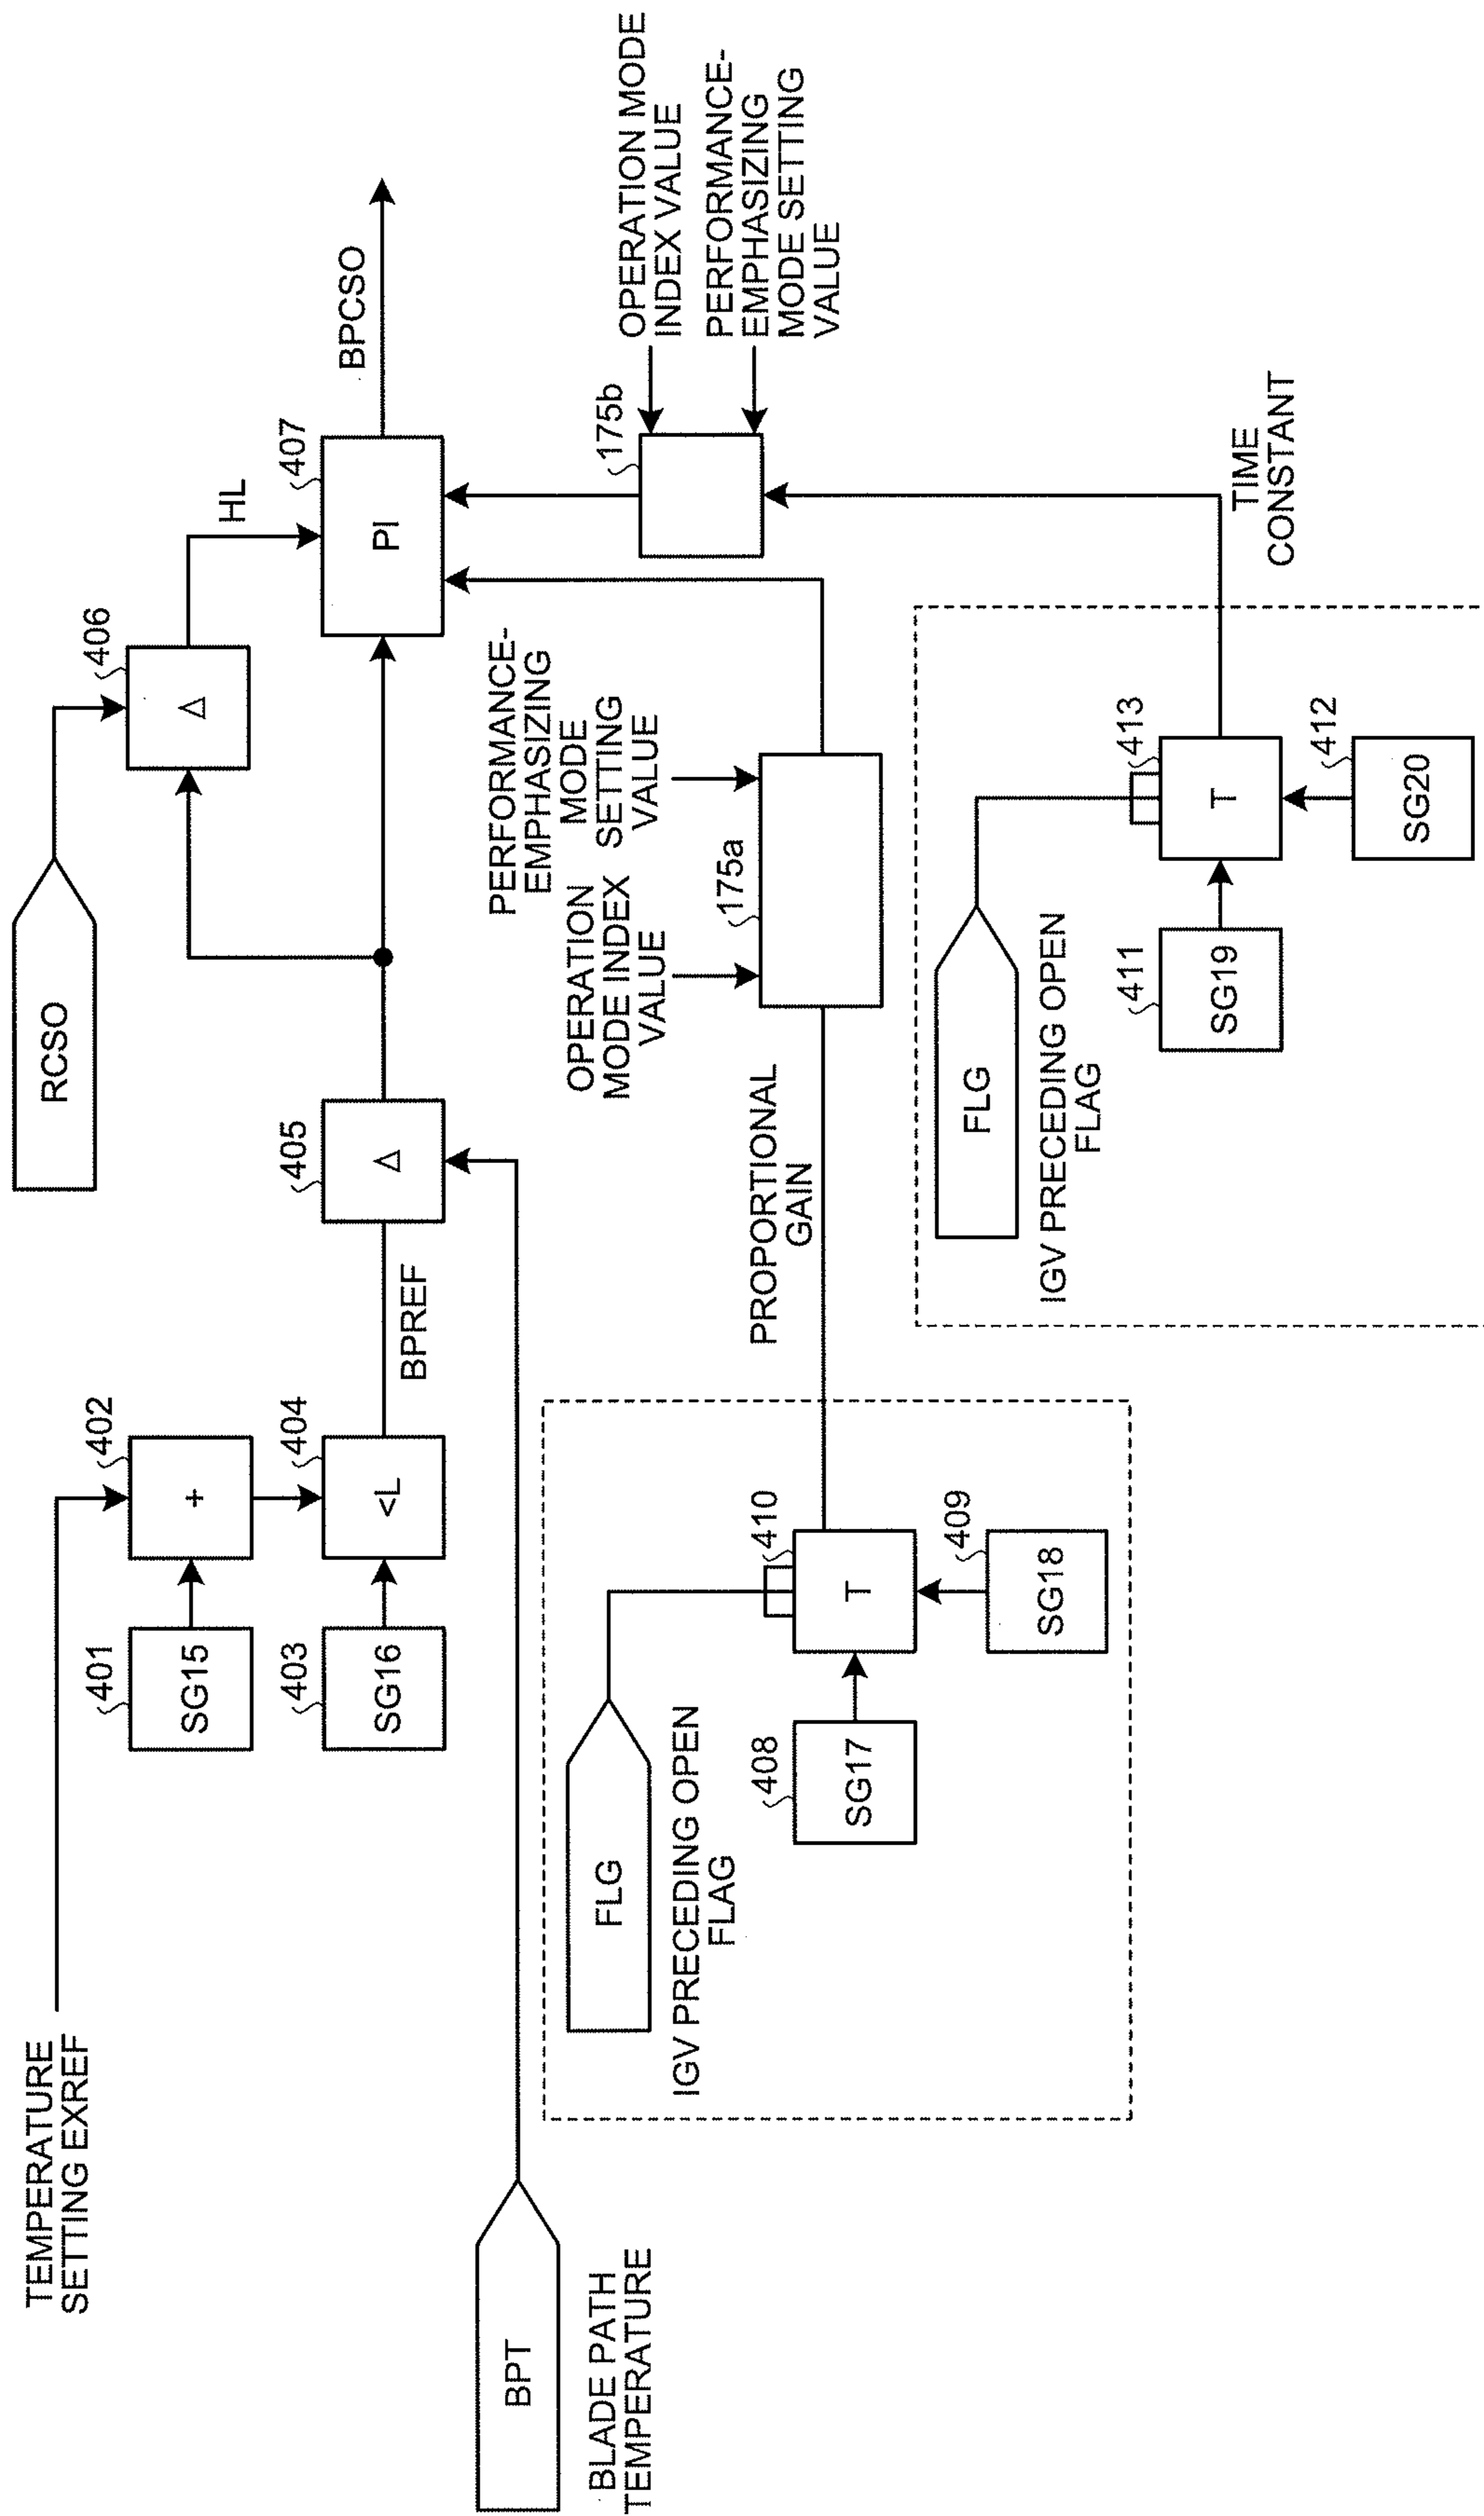 TEMPERATURE
SETTING EXREF
401
SG15
402
+
403
SG16
404
<L
BPREF
BPT
BLADE PATH
TEMPERATURE
405
Δ
RCSO
406
Δ
HL
407
PI
BPCSO
FLG
IGV PRECEDING OPEN
FLAG
408
SG17
410
T
409
SG18
PROPORTIONAL
GAIN
OPERATION
MODE INDEX
VALUE
PERFORMANCE-
EMPHASIZING
MODE
SETTING
VALUE
175a
FLG
IGV PRECEDING OPEN
FLAG
411
SG19
413
T
412
SG20
TIME
CONSTANT
175b
OPERATION MODE
INDEX VALUE
PERFORMANCE-
EMPHASIZING
MODE SETTING
VALUE